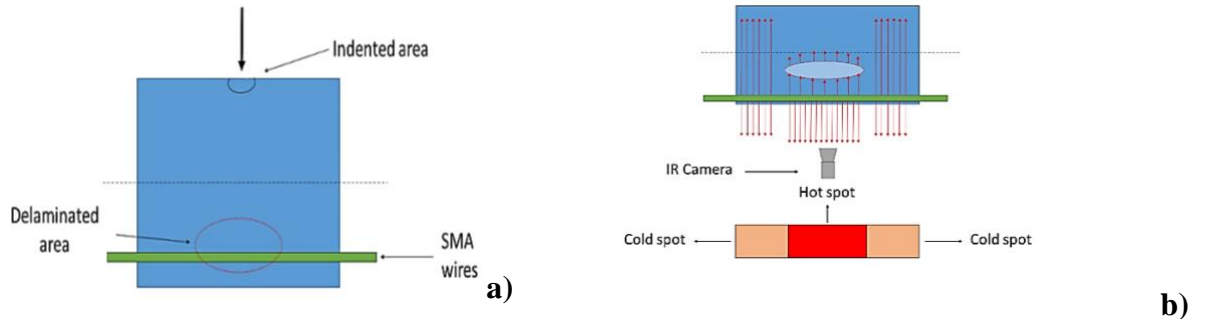 Indented area
Delaminated
area
SMA
wires
a)
IR Camera
Hot spot
Cold spot
Cold spot
b)